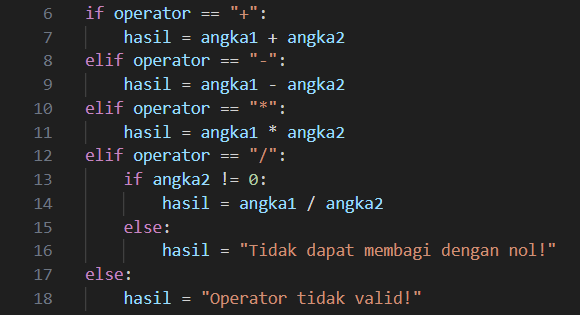 6 if operator == "+":
7 hasil = angka1 + angka2
8 elif operator == "-":
9 hasil = angka1 - angka2
10 elif operator == "*":
11 hasil = angka1 * angka2
12 elif operator == "/":
13 if angka2 != 0:
14 hasil = angka1 / angka2
15 else:
16 hasil = "Tidak dapat membagi dengan nol!"
17 else:
18 hasil = "Operator tidak valid!"